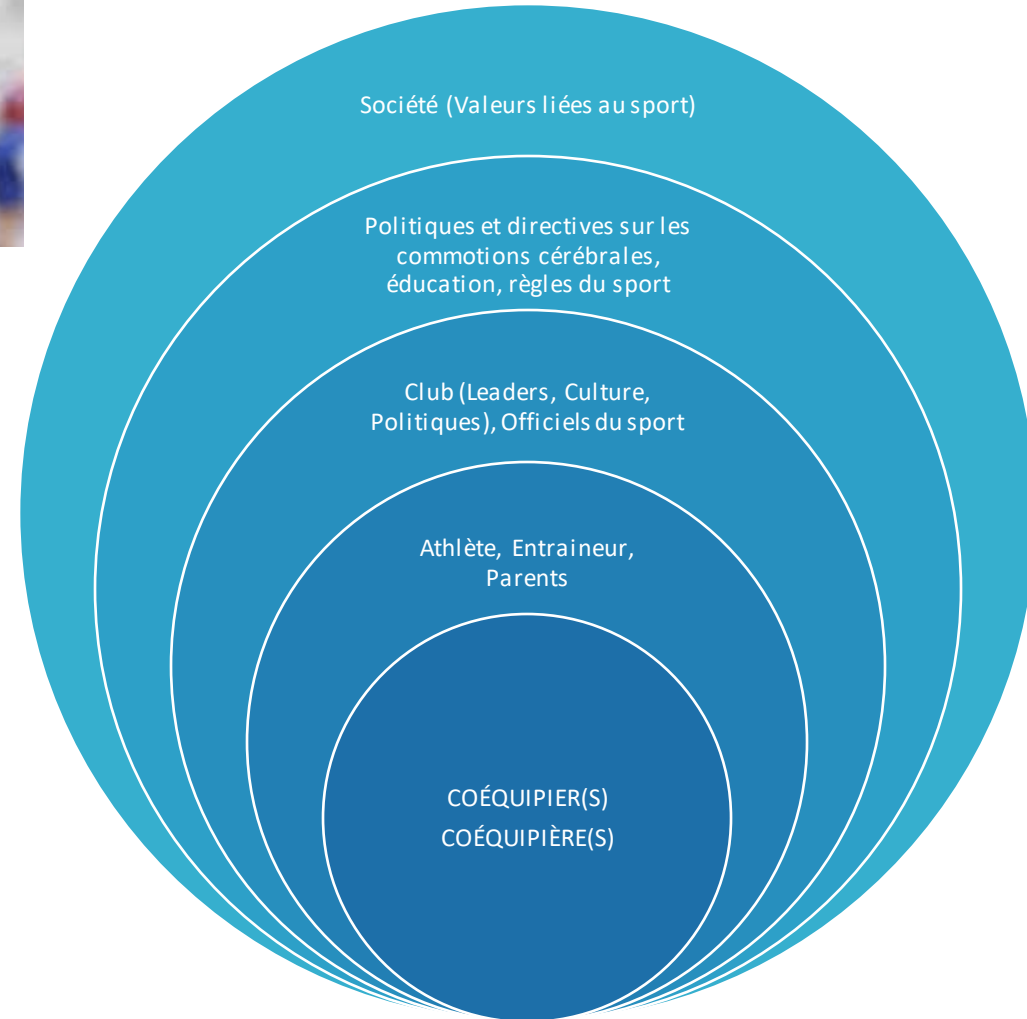 Société (Valeurs liées au sport)
Politiques et directives sur les
commotions cérébrales,
éducation, règles du sport
Club (Leaders, Culture,
Politiques), Officiels du sport
Athlète, Entraineur,
Parents
COÉQUIPIER(S)
COÉQUIPIÈRE(S)